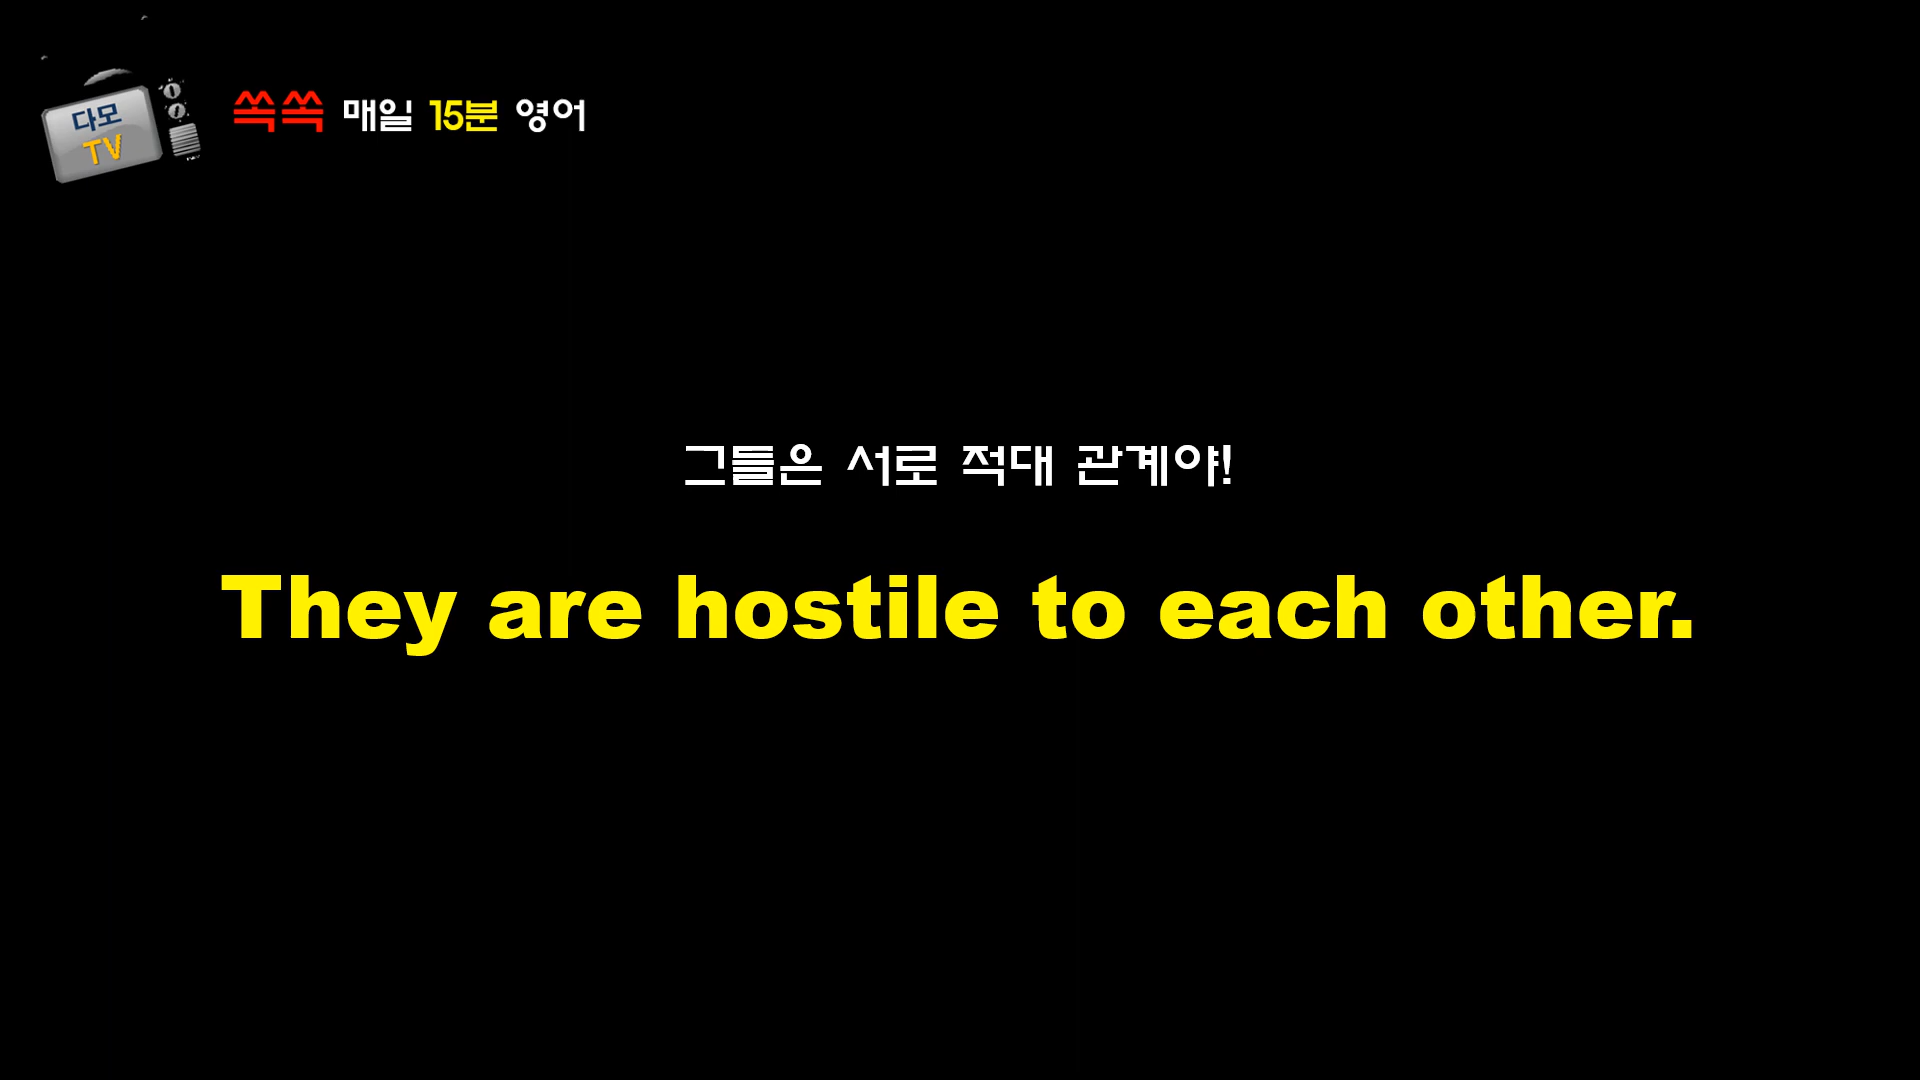 다모
TV
쏙쏙 매일 15분 영어
그들은 서로 적대 관계야!
They are hostile to each other.